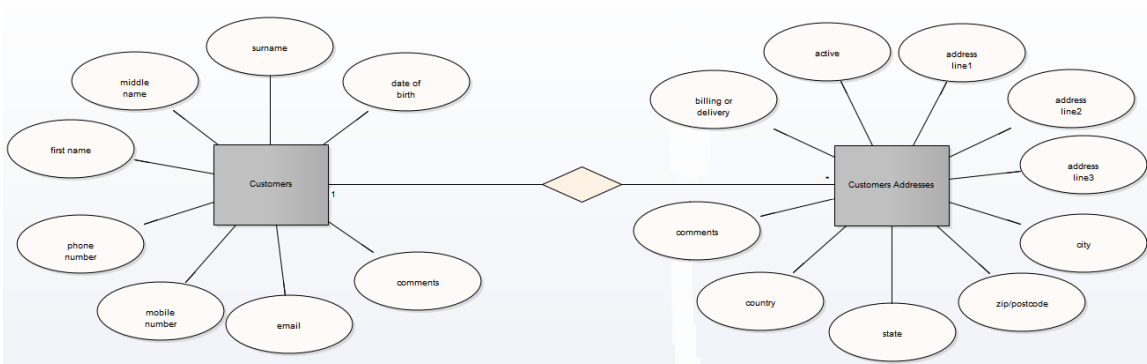 surname
middle
name
date of
birth
first name
Customers
1
phone
number
mobile
number
email
comments
active
address
line1
billing or
delivery
address
line2
address
line3
*
Customers Addresses
comments
city
country
zip/postcode
state